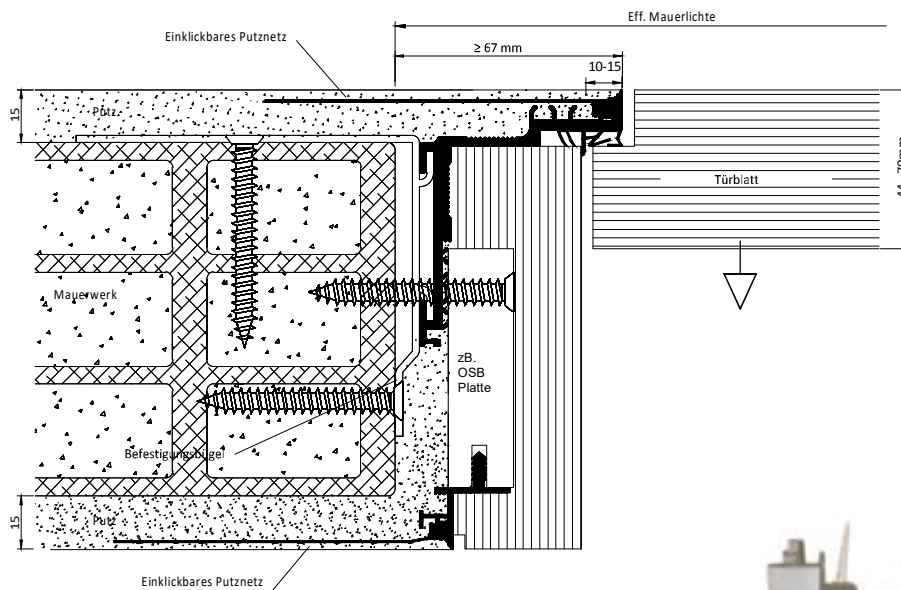 Eff. Mauerlichte
Einklickbares Putznetz
≥ 67 mm
10-15
15
Putz
Türblatt
Mauerwerk
zB.
OSB
Platte
Befestigungsbügel
15
Putz
Einklickbares Putznetz